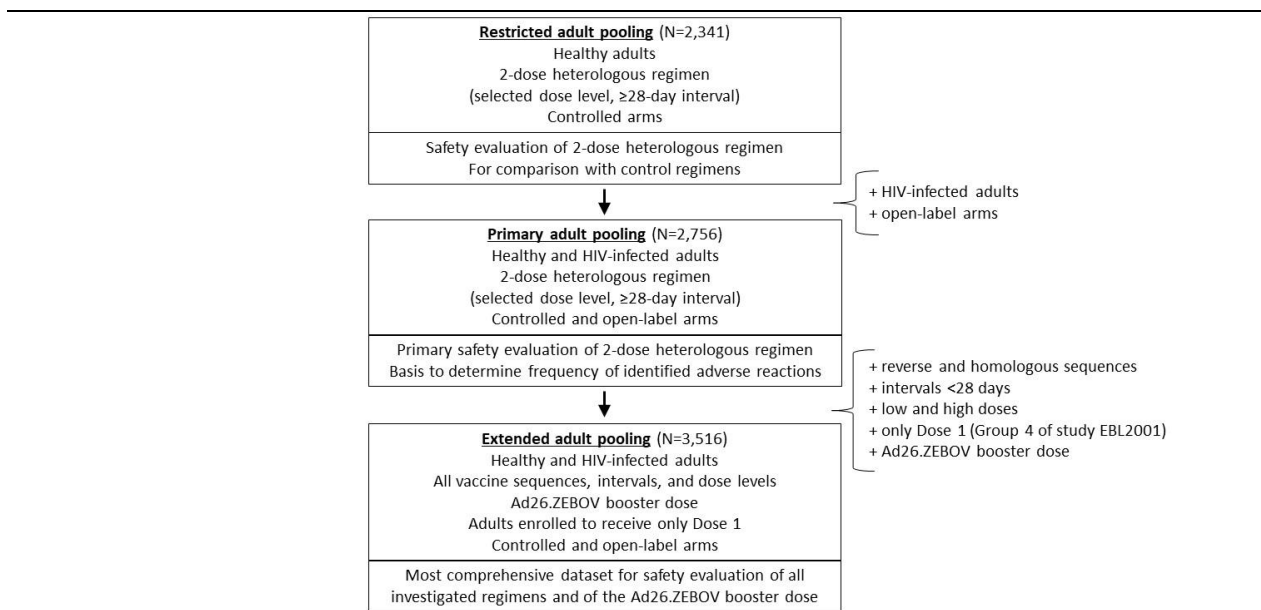 Restricted adult pooling (N=2,341)
Healthy adults
2-dose heterologous regimen
(selected dose level, ≥28-day interval)
Controlled arms
Safety evaluation of 2-dose heterologous regimen
For comparison with control regimens
+ HIV-infected adults
+ open-label arms
Primary adult pooling (N=2,756)
Healthy and HIV-infected adults
2-dose heterologous regimen
(selected dose level, ≥28-day interval)
Controlled and open-label arms
Primary safety evaluation of 2-dose heterologous regimen
Basis to determine frequency of identified adverse reactions
+ reverse and homologous sequences
+ intervals <28 days
+ low and high doses
+ only Dose 1 (Group 4 of study EBL2001)
+ Ad26.ZEBOV booster dose
Extended adult pooling (N=3,516)
Healthy and HIV-infected adults
All vaccine sequences, intervals, and dose levels
Ad26.ZEBOV booster dose
Adults enrolled to receive only Dose 1
Controlled and open-label arms
Most comprehensive dataset for safety evaluation of all
investigated regimens and of the Ad26.ZEBOV booster dose